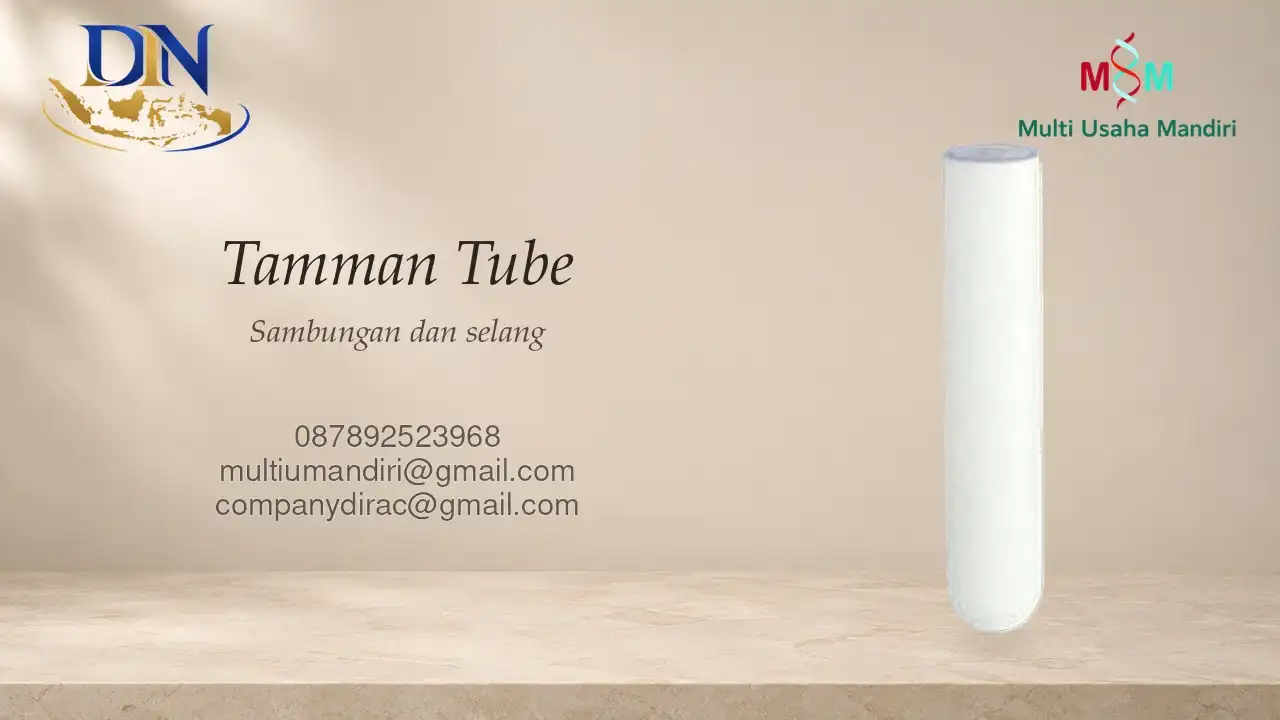 DN
MSM
Multi Usaha Mandiri
Tamman Tube
Sambungan dan selang
087892523968
multiumandiri@gmail.com
companydirac@gmail.com